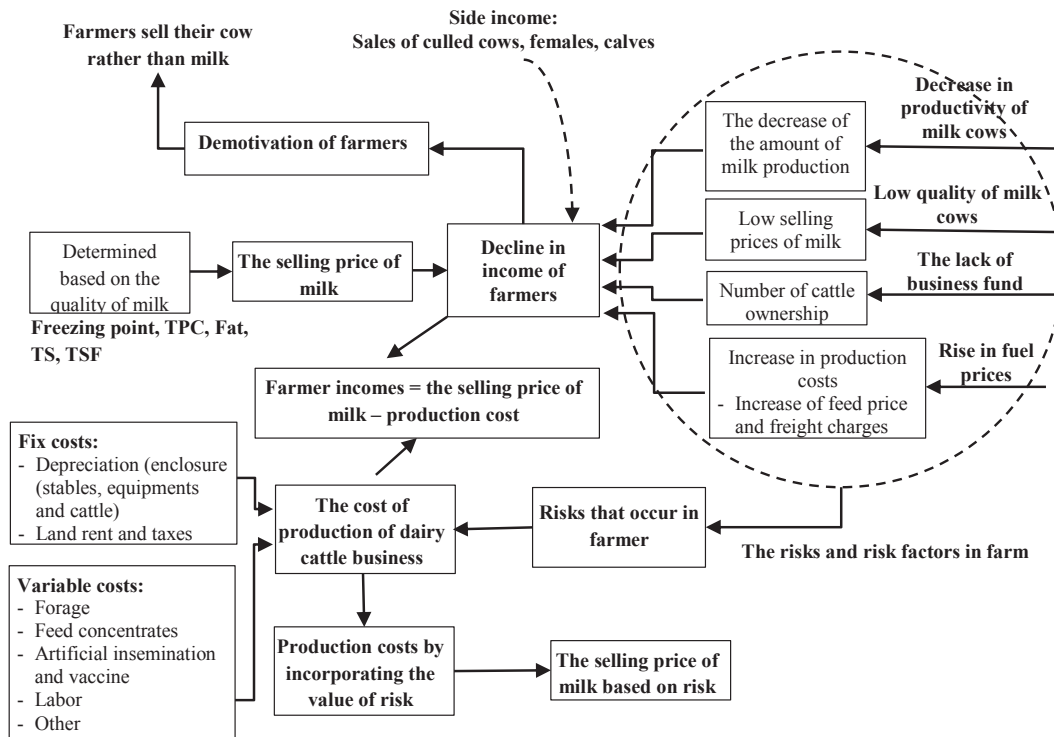 Farmers sell their cow
rather than milk
Side income:
Sales of culled cows, females, calves
Demotivation of farmers
The decrease of
the amount of
milk production
Decrease in
productivity of
milk cows
Low selling
prices of milk
Low quality of milk
cows
Number of cattle
ownership
The lack of
business fund
Increase in production
costs
- Increase of feed price
and freight charges
Rise in fuel
prices
Determined
based on the
quality of milk
Freezing point, TPC, Fat,
TS, TSF
The selling price of
milk
Decline in
income of
farmers
Farmer incomes = the selling price of
milk – production cost
Fix costs:
- Depreciation (enclosure
(stables, equipments
and cattle)
- Land rent and taxes
The cost of
production of dairy
cattle business
Risks that occur in
farmer
The risks and risk factors in farm
Variable costs:
- Forage
- Feed concentrates
- Artificial insemination
and vaccine
- Labor
- Other
Production costs by
incorporating the
value of risk
The selling price of
milk based on risk